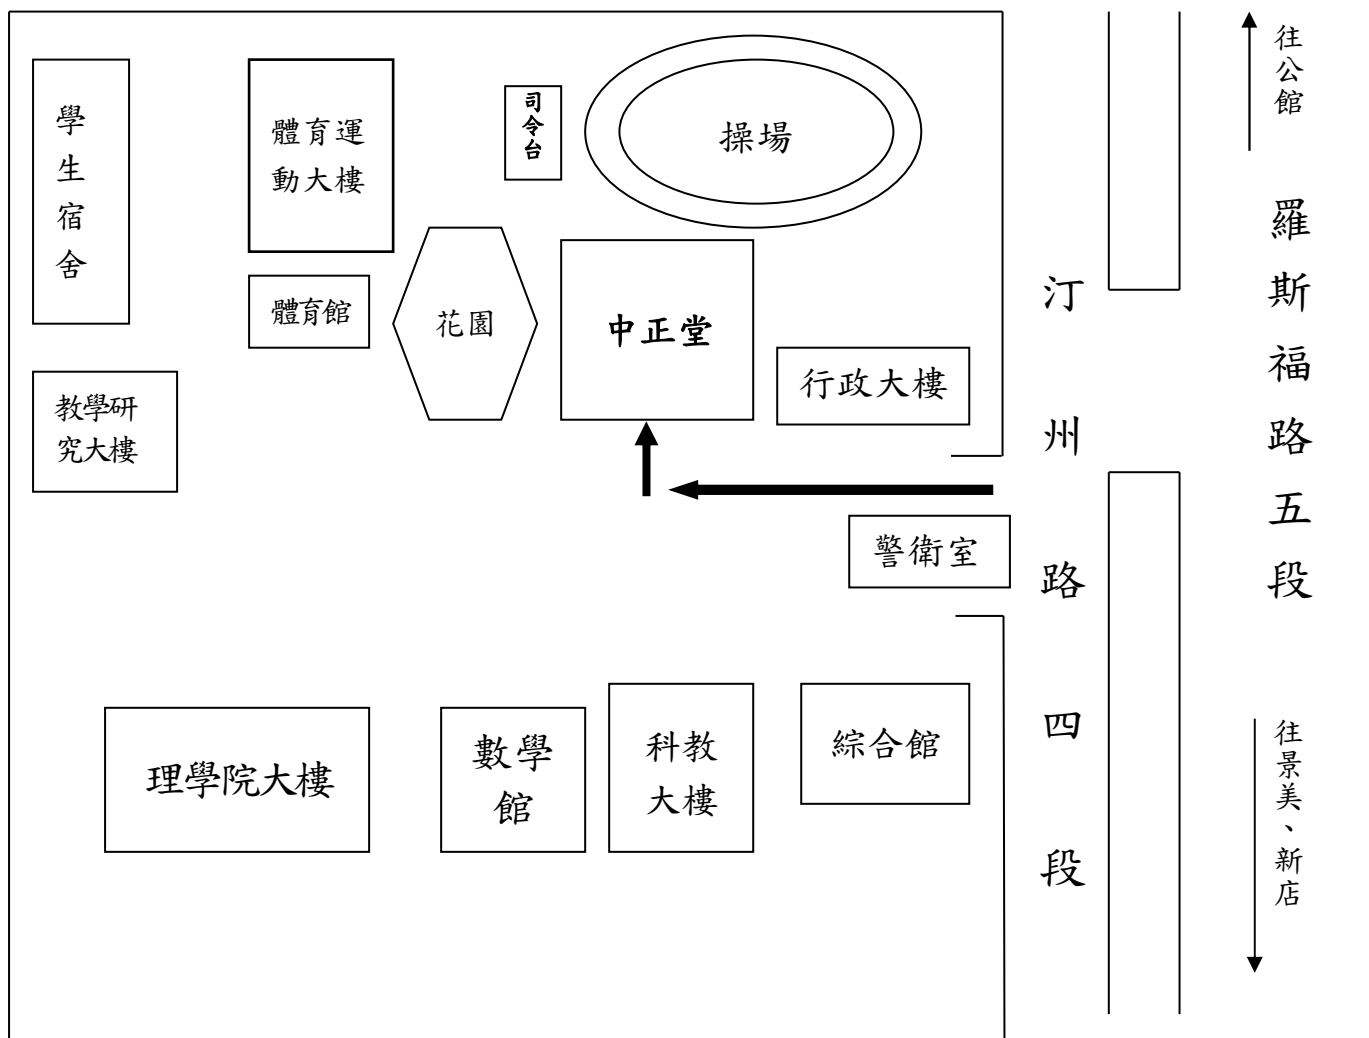 學生宿舍
體育運
動大樓
司令台
操場
體育館
花園
中正堂
行政大樓
教學研
究大樓
警衛室
理學院大樓
數學
館
科教
大樓
綜合館
汀州路四段
往公館
羅斯福路五段
往景美、新店